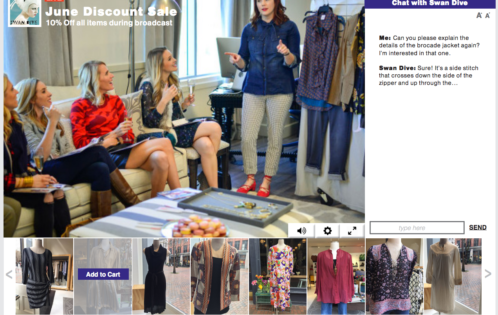 SWAN DIVE
June Discount Sale
10% Off all items during broadcast
Chat with Swan Dive
A A
Me: Can you please explain the
details of the brocade jacket again?
I'm interested in that one.
Swan Dive: Sure! It's a side stitch
that crosses down the side of the
zipper and up through the...
type here
SEND
Add to Cart